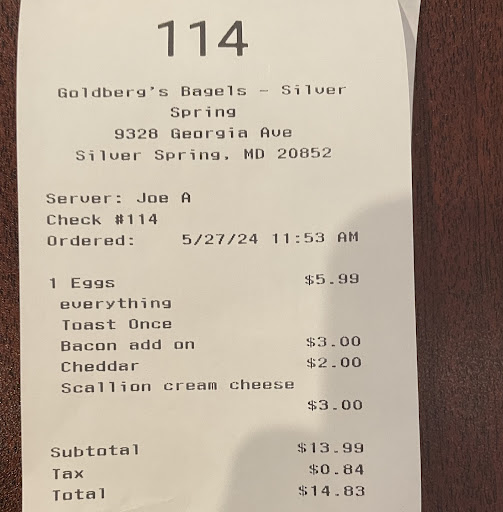 114
Goldberg's Bagels - Silver
Spring
9328 Georgia Ave
Silver Spring, MD 20852
Server: Joe A
Check #114
Ordered: 5/27/24 11:53 AM
1 Eggs $5.99
everything
Toast Once
Bacon add on $3.00
Cheddar $2.00
Scallion cream cheese
$3.00
Subtotal $13.99
Tax $0.84
Total $14.83